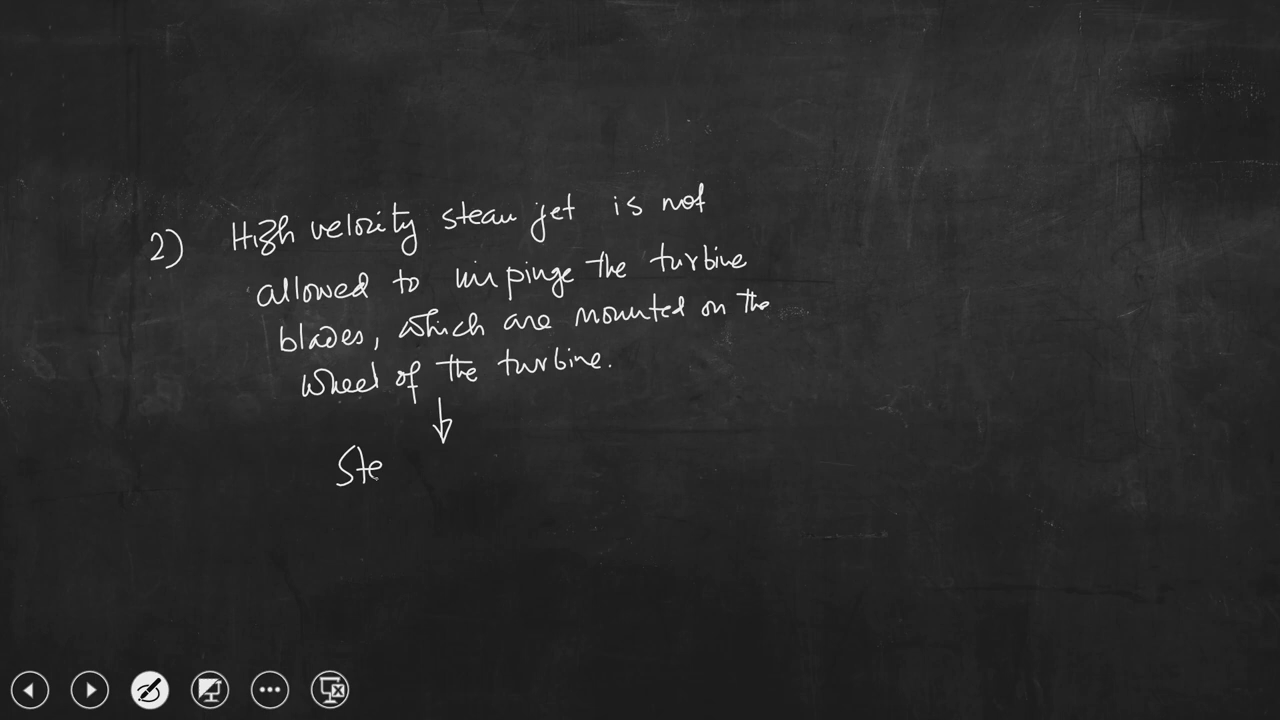 2) High velocity steam jet is not
allowed to impinge the turbine
blades, which are mounted on the
wheel of the turbine.
Ste